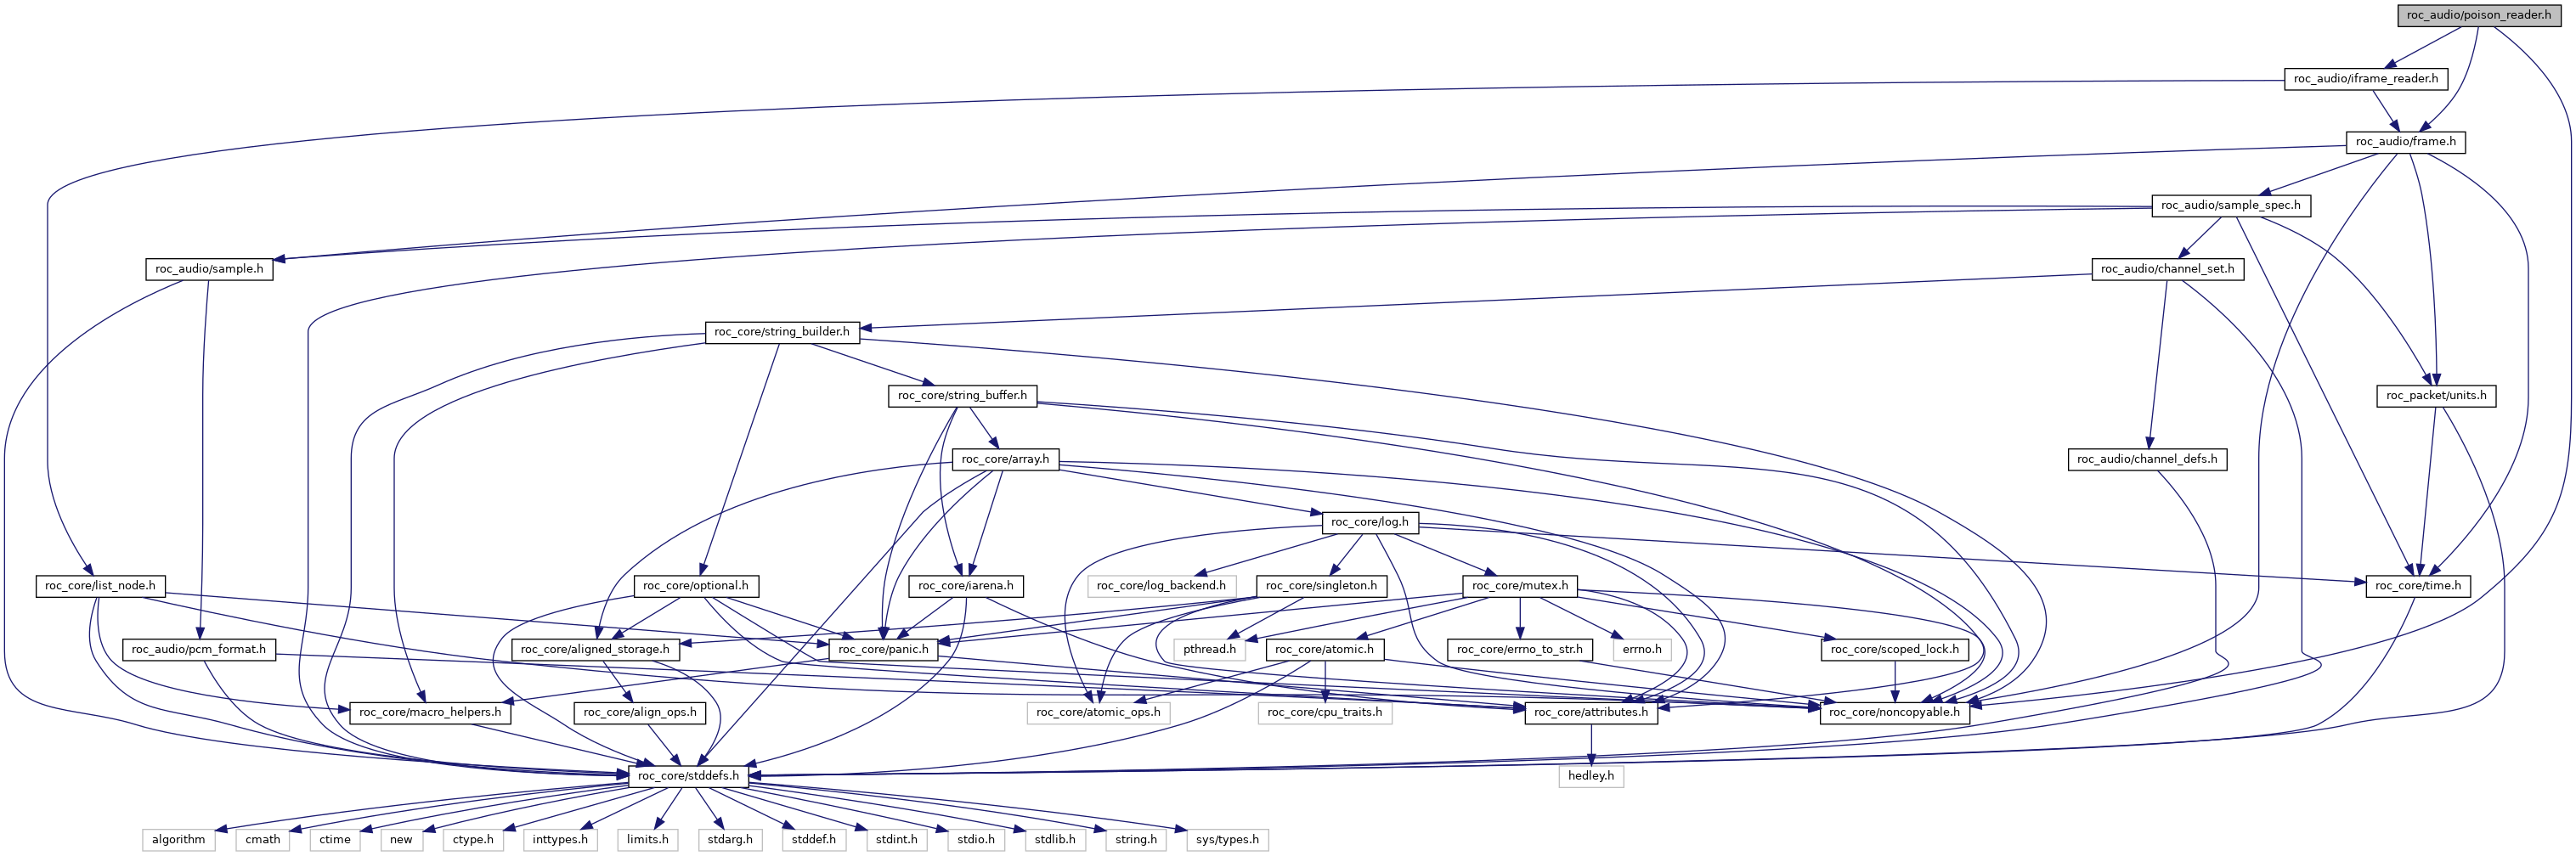 roc_audio/poison_reader.h
roc_audio/iframe_reader.h
roc_audio/frame.h
roc_audio/sample_spec.h
roc_audio/sample.h
roc_audio/channel_set.h
roc_core/string_builder.h
roc_core/string_buffer.h
roc_packet/units.h
roc_core/array.h
roc_audio/channel_defs.h
roc_core/log.h
roc_core/list_node.h
roc_core/optional.h
roc_core/iarena.h
roc_core/log_backend.h
roc_core/singleton.h
roc_core/mutex.h
roc_core/time.h
roc_audio/pcm_format.h
roc_core/aligned_storage.h
roc_core/panic.h
pthread.h
roc_core/atomic.h
roc_core/errno_to_str.h
errno.h
roc_core/scoped_lock.h
roc_core/macro_helpers.h
roc_core/align_ops.h
roc_core/atomic_ops.h
roc_core/cpu_traits.h
roc_core/attributes.h
roc_core/noncopyable.h
roc_core/stddefs.h
hedley.h
algorithm
cmath
ctime
new
ctype.h
inttypes.h
limits.h
stdarg.h
stddef.h
stdint.h
stdio.h
stdlib.h
string.h
sys/types.h